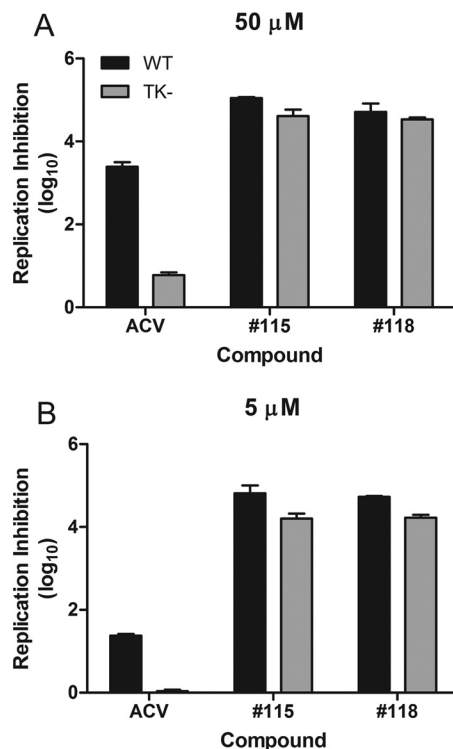 A
50 μM
WT
TK-
Replication Inhibition
(log10)
6
4
2
0
ACV
#115
#118
Compound
B
5 μM
Replication Inhibition
(log10)
6
4
2
0
ACV
#115
#118
Compound